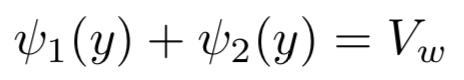 ψ₁(y) + ψ₂(y) = V_w